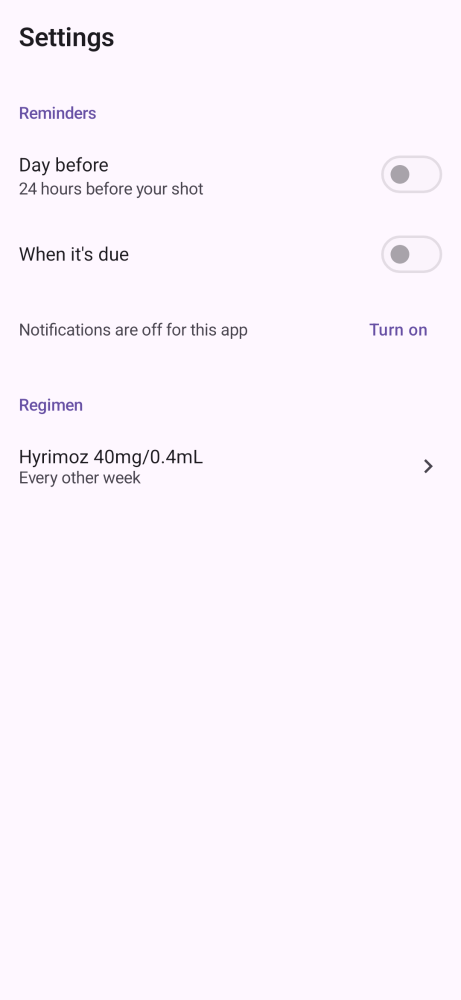 Settings
Reminders
Day before
24 hours before your shot
When it's due
Notifications are off for this app
Turn on
Regimen
Hyrimoz 40mg/0.4mL
Every other week